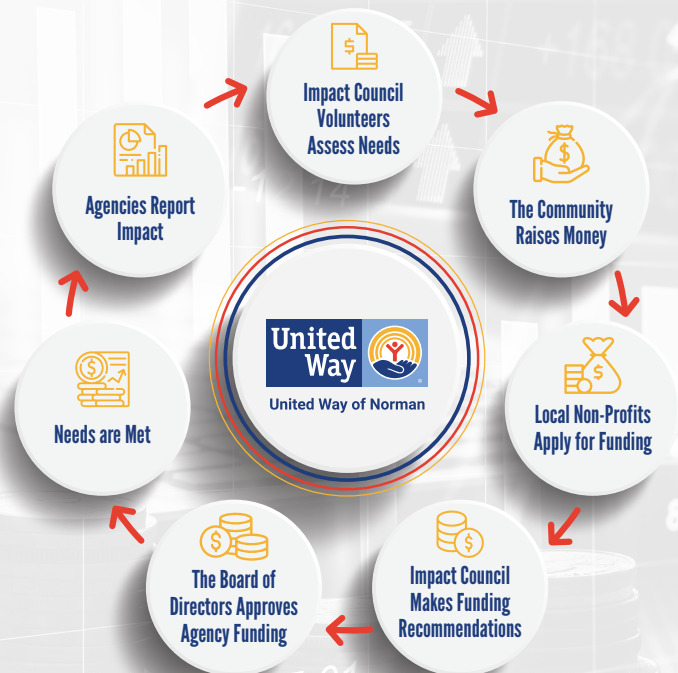 Impact Council
Volunteers
Assess Needs
Agencies Report
Impact
The Community
Raises Money
United
Way
®
United Way of Norman
Local Non-Profits
Apply for Funding
Needs are Met
The Board of
Directors Approves
Agency Funding
Impact Council
Makes Funding
Recommendations